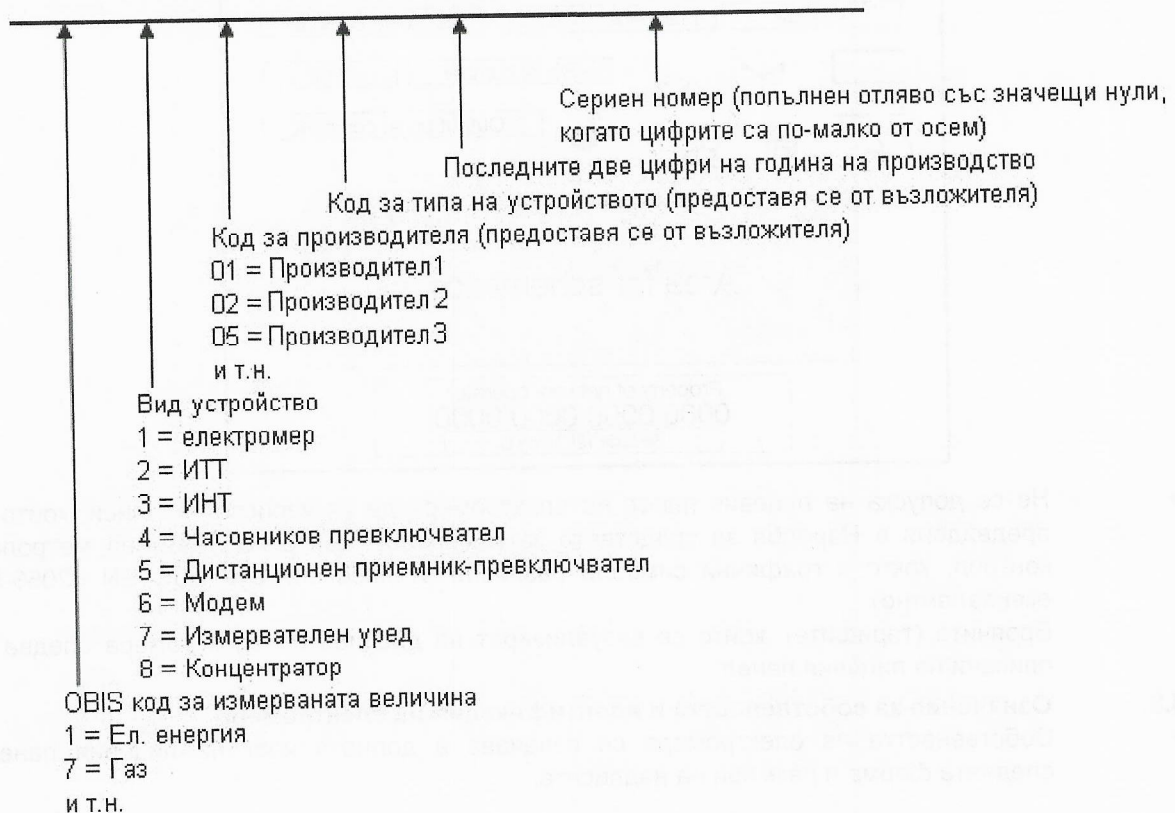 Сериен номер (попълнен отляво със значещи нули,
когато цифрите са по-малко от осем)
Последните две цифри на година на производство
Код за типа на устройството (предоставя се от възложителя)
Код за производителя (предоставя се от възложителя)
01 = Производител1
02 = Производител2
05 = Производител3
и т.н.
Вид устройство
1 = електромер
2 = ИТТ
3 = ИНТ
4 = Часовников превключвател
5 = Дистанционен приемник-превключвател
6 = Модем
7 = Измервателен уред
8 = Концентратор
OBIS код за измерваната величина
1 = Ел. енергия
7 = Газ
и т.н.